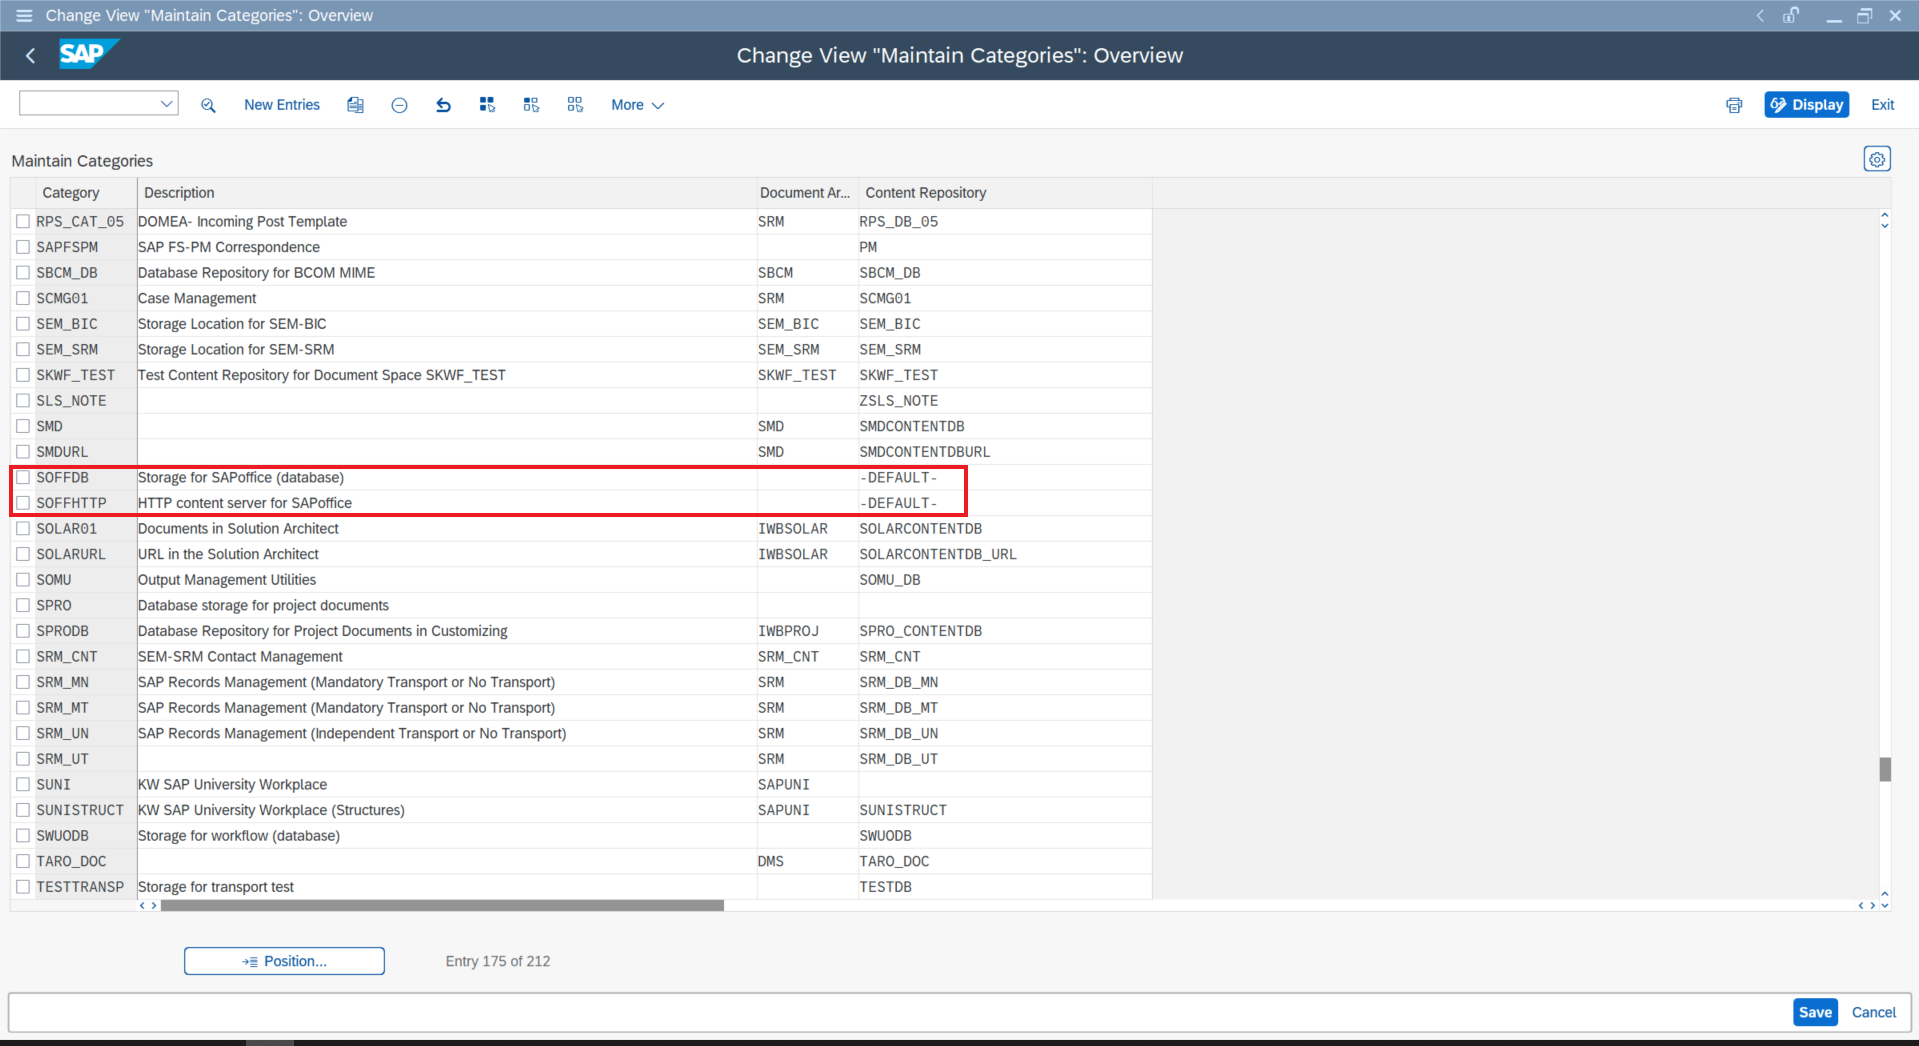 Change View "Maintain Categories": Overview
SAP
Change View "Maintain Categories": Overview
New Entries
More
Display
Exit
Maintain Categories
Category Description Document Ar... Content Repository
RPS_CAT_05 DOMEA- Incoming Post Template SRM RPS_DB_05
SAPFSPM SAP FS-PM Correspondence PM
SBCM_DB Database Repository for BCOM MIME SBCM SBCM_DB
SCMG01 Case Management SRM SCMG01
SEM_BIC Storage Location for SEM-BIC SEM_BIC SEM_BIC
SEM_SRM Storage Location for SEM-SRM SEM_SRM SEM_SRM
SKWF_TEST Test Content Repository for Document Space SKWF_TEST SKWF_TEST SKWF_TEST
SLS_NOTE ZSLS_NOTE
SMD SMD SMDCONTENTDB
SMDURL SMD SMDCONTENTDBURL
SOFFDB Storage for SAPoffice (database) -DEFAULT-
SOFFHTTP HTTP content server for SAPoffice -DEFAULT-
SOLAR01 Documents in Solution Architect IWBSOLAR SOLARCONTENTDB
SOLARURL URL in the Solution Architect IWBSOLAR SOLARCONTENTDB_URL
SOMU Output Management Utilities SOMU_DB
SPRO Database storage for project documents
SPRODB Database Repository for Project Documents in Customizing IWBPROJ SPRO_CONTENTDB
SRM_CNT SEM-SRM Contact Management SRM_CNT SRM_CNT
SRM_MN SAP Records Management (Mandatory Transport or No Transport) SRM SRM_DB_MN
SRM_MT SAP Records Management (Mandatory Transport or No Transport) SRM SRM_DB_MT
SRM_UN SAP Records Management (Independent Transport or No Transport) SRM SRM_DB_UN
SRM_UT SRM SRM_DB_UT
SUNI KW SAP University Workplace SAPUNI
SUNISTRUCT KW SAP University Workplace (Structures) SAPUNI SUNISTRUCT
SWUODB Storage for workflow (database) SWUODB
TARO_DOC DMS TARO_DOC
TESTTRANSP Storage for transport test TESTDB
Position... Entry 175 of 212
Save Cancel